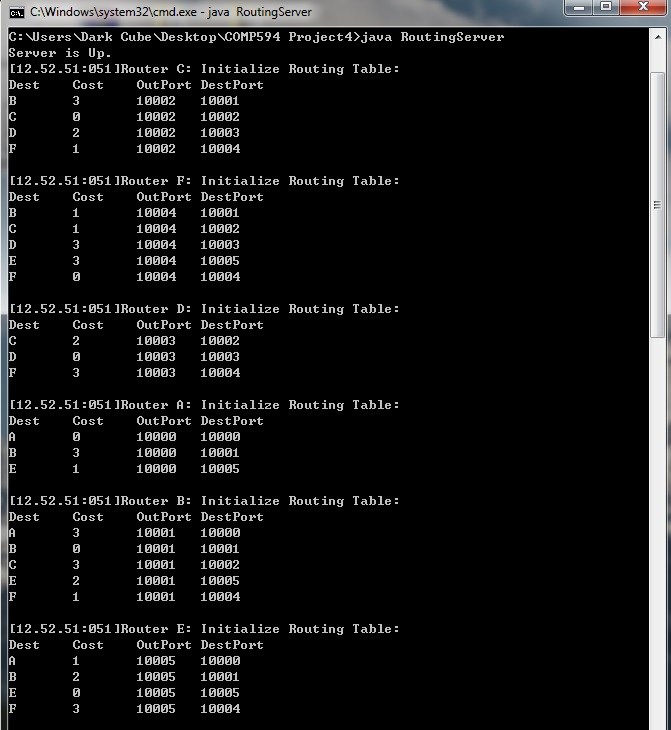 C:\Windows\system32\cmd.exe - java  RoutingServer
C:\Users\Dark Cube\Desktop\COMP594 Project4>java RoutingServer
Server is Up.
[12.52.51:051]Router C: Initialize Routing Table:
Dest    Cost    OutPort DestPort
B       3       10002   10001
C       0       10002   10002
D       2       10002   10003
F       1       10002   10004

[12.52.51:051]Router F: Initialize Routing Table:
Dest    Cost    OutPort DestPort
B       1       10004   10001
C       1       10004   10002
D       3       10004   10003
E       3       10004   10005
F       0       10004   10004

[12.52.51:051]Router D: Initialize Routing Table:
Dest    Cost    OutPort DestPort
C       2       10003   10002
D       0       10003   10003
F       3       10003   10004

[12.52.51:051]Router A: Initialize Routing Table:
Dest    Cost    OutPort DestPort
A       0       10000   10000
B       3       10000   10001
E       1       10000   10005

[12.52.51:051]Router B: Initialize Routing Table:
Dest    Cost    OutPort DestPort
A       3       10001   10000
B       0       10001   10001
C       3       10001   10002
E       2       10001   10005
F       1       10001   10004

[12.52.51:051]Router E: Initialize Routing Table:
Dest    Cost    OutPort DestPort
A       1       10005   10000
B       2       10005   10001
E       0       10005   10005
F       3       10005   10004